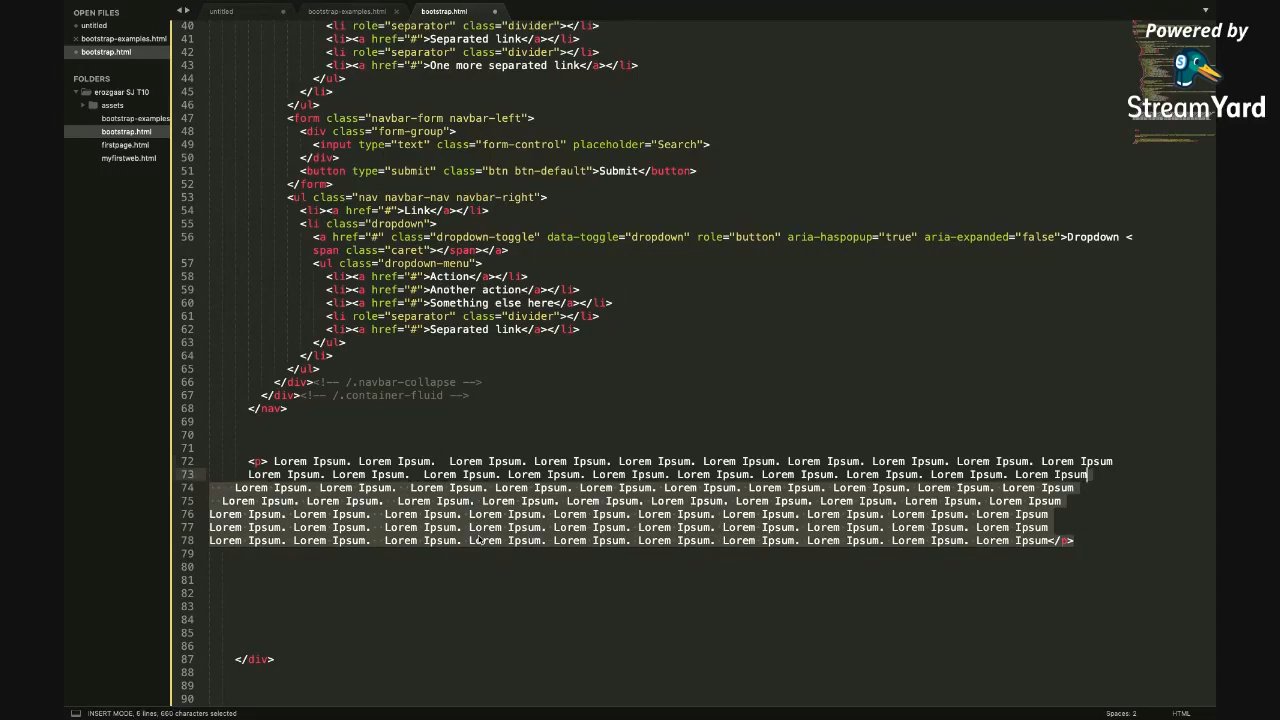 OPEN FILES
untitled
bootstrap-examples.html
bootstrap.html
FOLDERS
erozgaar SJ T10
assets
bootstrap-examples
bootstrap.html
firstpage.html
myfirstweb.html
untitled
bootstrap-examples.html
bootstrap.html
40 <li role="separator" class="divider"></li>
41 <li><a href="#">Separated link</a></li>
42 <li role="separator" class="divider"></li>
43 <li><a href="#">One more separated link</a></li>
44 </ul>
45 </li>
46 </ul>
47 <form class="navbar-form navbar-left">
48 <div class="form-group">
49 <input type="text" class="form-control" placeholder="Search">
50 </div>
51 <button type="submit" class="btn btn-default">Submit</button>
52 </form>
53 <ul class="nav navbar-nav navbar-right">
54 <li><a href="#">Link</a></li>
55 <li class="dropdown">
56 <a href="#" class="dropdown-toggle" data-toggle="dropdown" role="button" aria-haspopup="true" aria-expanded="false">Dropdown <
span class="caret"></span></a>
57 <ul class="dropdown-menu">
58 <li><a href="#">Action</a></li>
59 <li><a href="#">Another action</a></li>
60 <li><a href="#">Something else here</a></li>
61 <li role="separator" class="divider"></li>
62 <li><a href="#">Separated link</a></li>
63 </ul>
64 </li>
65 </ul>
66 </div><!-- /.navbar-collapse -->
67 </div><!-- /.container-fluid -->
68 </nav>
69
70
71
72 <p> Lorem Ipsum. Lorem Ipsum. Lorem Ipsum. Lorem Ipsum. Lorem Ipsum. Lorem Ipsum. Lorem Ipsum. Lorem Ipsum. Lorem Ipsum. Lorem Ipsum
73 Lorem Ipsum. Lorem Ipsum. Lorem Ipsum. Lorem Ipsum. Lorem Ipsum. Lorem Ipsum. Lorem Ipsum. Lorem Ipsum. Lorem Ipsum. Lorem Ipsum
74 Lorem Ipsum. Lorem Ipsum. Lorem Ipsum. Lorem Ipsum. Lorem Ipsum. Lorem Ipsum. Lorem Ipsum. Lorem Ipsum. Lorem Ipsum. Lorem Ipsum
75 Lorem Ipsum. Lorem Ipsum. Lorem Ipsum. Lorem Ipsum. Lorem Ipsum. Lorem Ipsum. Lorem Ipsum. Lorem Ipsum. Lorem Ipsum. Lorem Ipsum
76 Lorem Ipsum. Lorem Ipsum. Lorem Ipsum. Lorem Ipsum. Lorem Ipsum. Lorem Ipsum. Lorem Ipsum. Lorem Ipsum. Lorem Ipsum. Lorem Ipsum
77 Lorem Ipsum. Lorem Ipsum. Lorem Ipsum. Lorem Ipsum. Lorem Ipsum. Lorem Ipsum. Lorem Ipsum. Lorem Ipsum. Lorem Ipsum. Lorem Ipsum
78 Lorem Ipsum. Lorem Ipsum. Lorem Ipsum. Lorem Ipsum. Lorem Ipsum. Lorem Ipsum. Lorem Ipsum. Lorem Ipsum. Lorem Ipsum. Lorem Ipsum</p>
79
80
81
82
83
84
85
86
87 </div>
88
89
90
Powered by
StreamYard
INSERT MODE, 6 lines, 660 characters selected
Spaces: 2
HTML